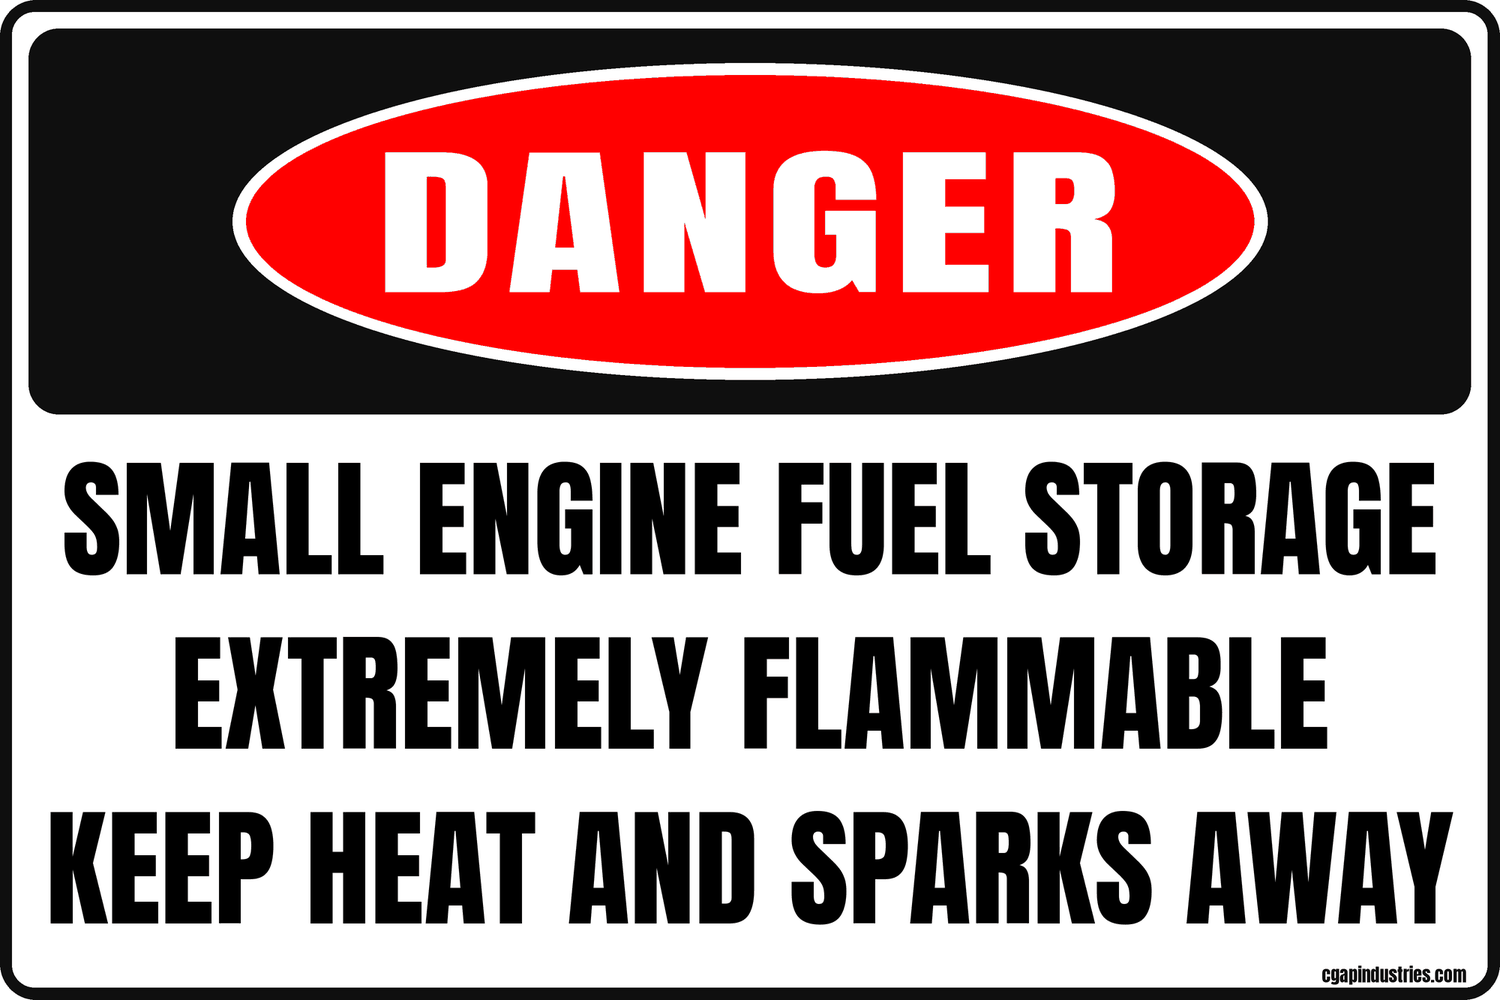 DANGER
SMALL ENGINE FUEL STORAGE
EXTREMELY FLAMMABLE
KEEP HEAT AND SPARKS AWAY
cgapindustries.com